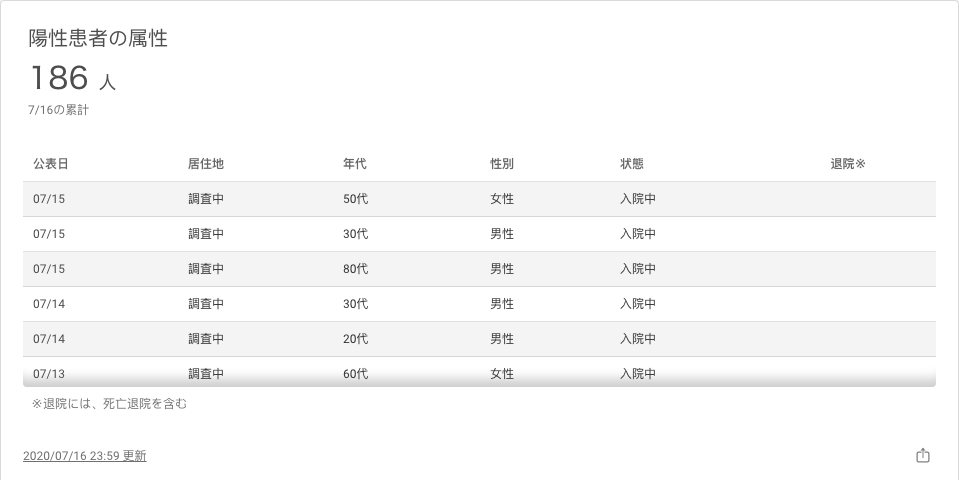 陽性患者の属性
186 人
7/16の累計
公表日 居住地 年代 性別 状態 退院※
07/15 調査中 50代 女性 入院中
07/15 調査中 30代 男性 入院中
07/15 調査中 80代 男性 入院中
07/14 調査中 30代 男性 入院中
07/14 調査中 20代 男性 入院中
07/13 調査中 60代 女性 入院中
※退院には、死亡退院を含む
2020/07/16 23:59 更新